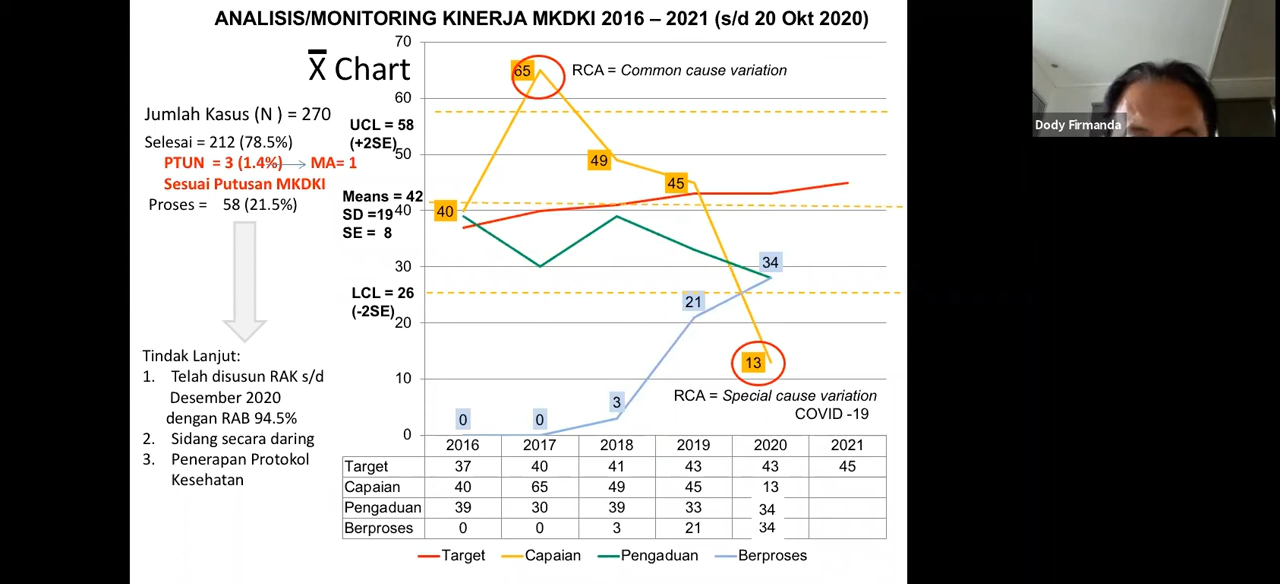 ANALISIS/MONITORING KINERJA MKDKI 2016 – 2021 (s/d 20 Okt 2020)
X̅ Chart
Jumlah Kasus (N ) = 270
Selesai = 212 (78.5%)
PTUN = 3 (1.4%)→ MA= 1
Sesuai Putusan MKDKI
Proses = 58 (21.5%)
Tindak Lanjut:
1. Telah disusun RAK s/d
Desember 2020
dengan RAB 94.5%
2. Sidang secara daring
3. Penerapan Protokol
Kesehatan
UCL = 58
(+2SE)
Means = 42
SD =19
SE = 8
LCL = 26
(-2SE)
70
60
50
40
30
20
10
0
65
RCA = Common cause variation
49
45
40
34
21
13
3
0
0
RCA = Special cause variation
COVID -19
2016 2017 2018 2019 2020 2021
Target 37 40 41 43 43 45
Capaian 40 65 49 45 13
Pengaduan 39 30 39 33 34
Berproses 0 0 3 21 34
Target Capaian Pengaduan Berproses
Dody Firmanda